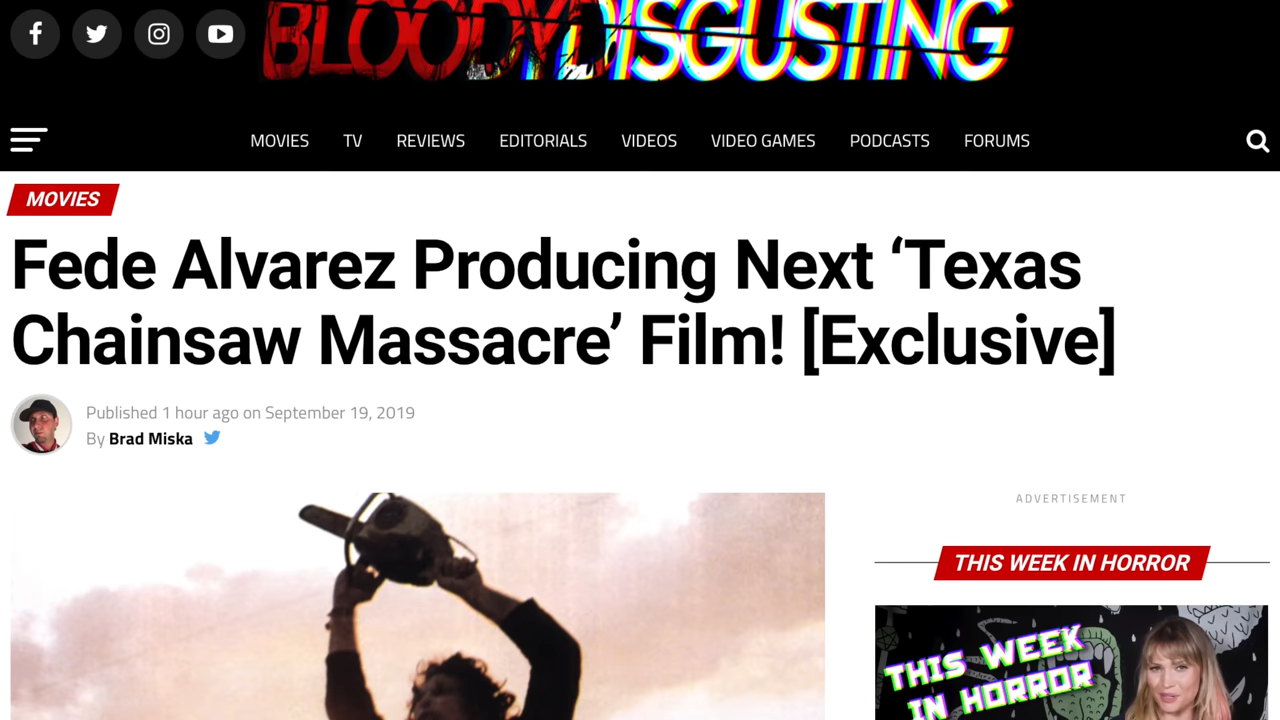 BLOODY DISGUSTING
MOVIES TV REVIEWS EDITORIALS VIDEOS VIDEO GAMES PODCASTS FORUMS
MOVIES
Fede Alvarez Producing Next ‘Texas
Chainsaw Massacre’ Film! [Exclusive]
Published 1 hour ago on September 19, 2019
By Brad Miska
ADVERTISEMENT
THIS WEEK IN HORROR
THIS WEEK
IN HORROR